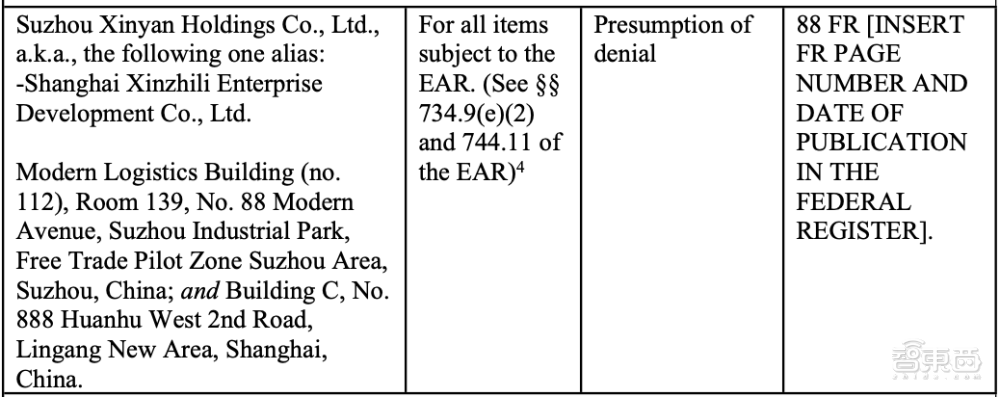 Suzhou Xinyan Holdings Co., Ltd.,
a.k.a., the following one alias:
-Shanghai Xinzhili Enterprise
Development Co., Ltd.
Modern Logistics Building (no.
112), Room 139, No. 88 Modern
Avenue, Suzhou Industrial Park,
Free Trade Pilot Zone Suzhou Area,
Suzhou, China; and Building C, No.
888 Huanhu West 2nd Road,
Lingang New Area, Shanghai,
China.
For all items
subject to the
EAR. (See §§
734.9(e)(2)
and 744.11 of
the EAR)⁴
Presumption of
denial
88 FR [INSERT
FR PAGE
NUMBER AND
DATE OF
PUBLICATION
IN THE
FEDERAL
REGISTER].
智東西